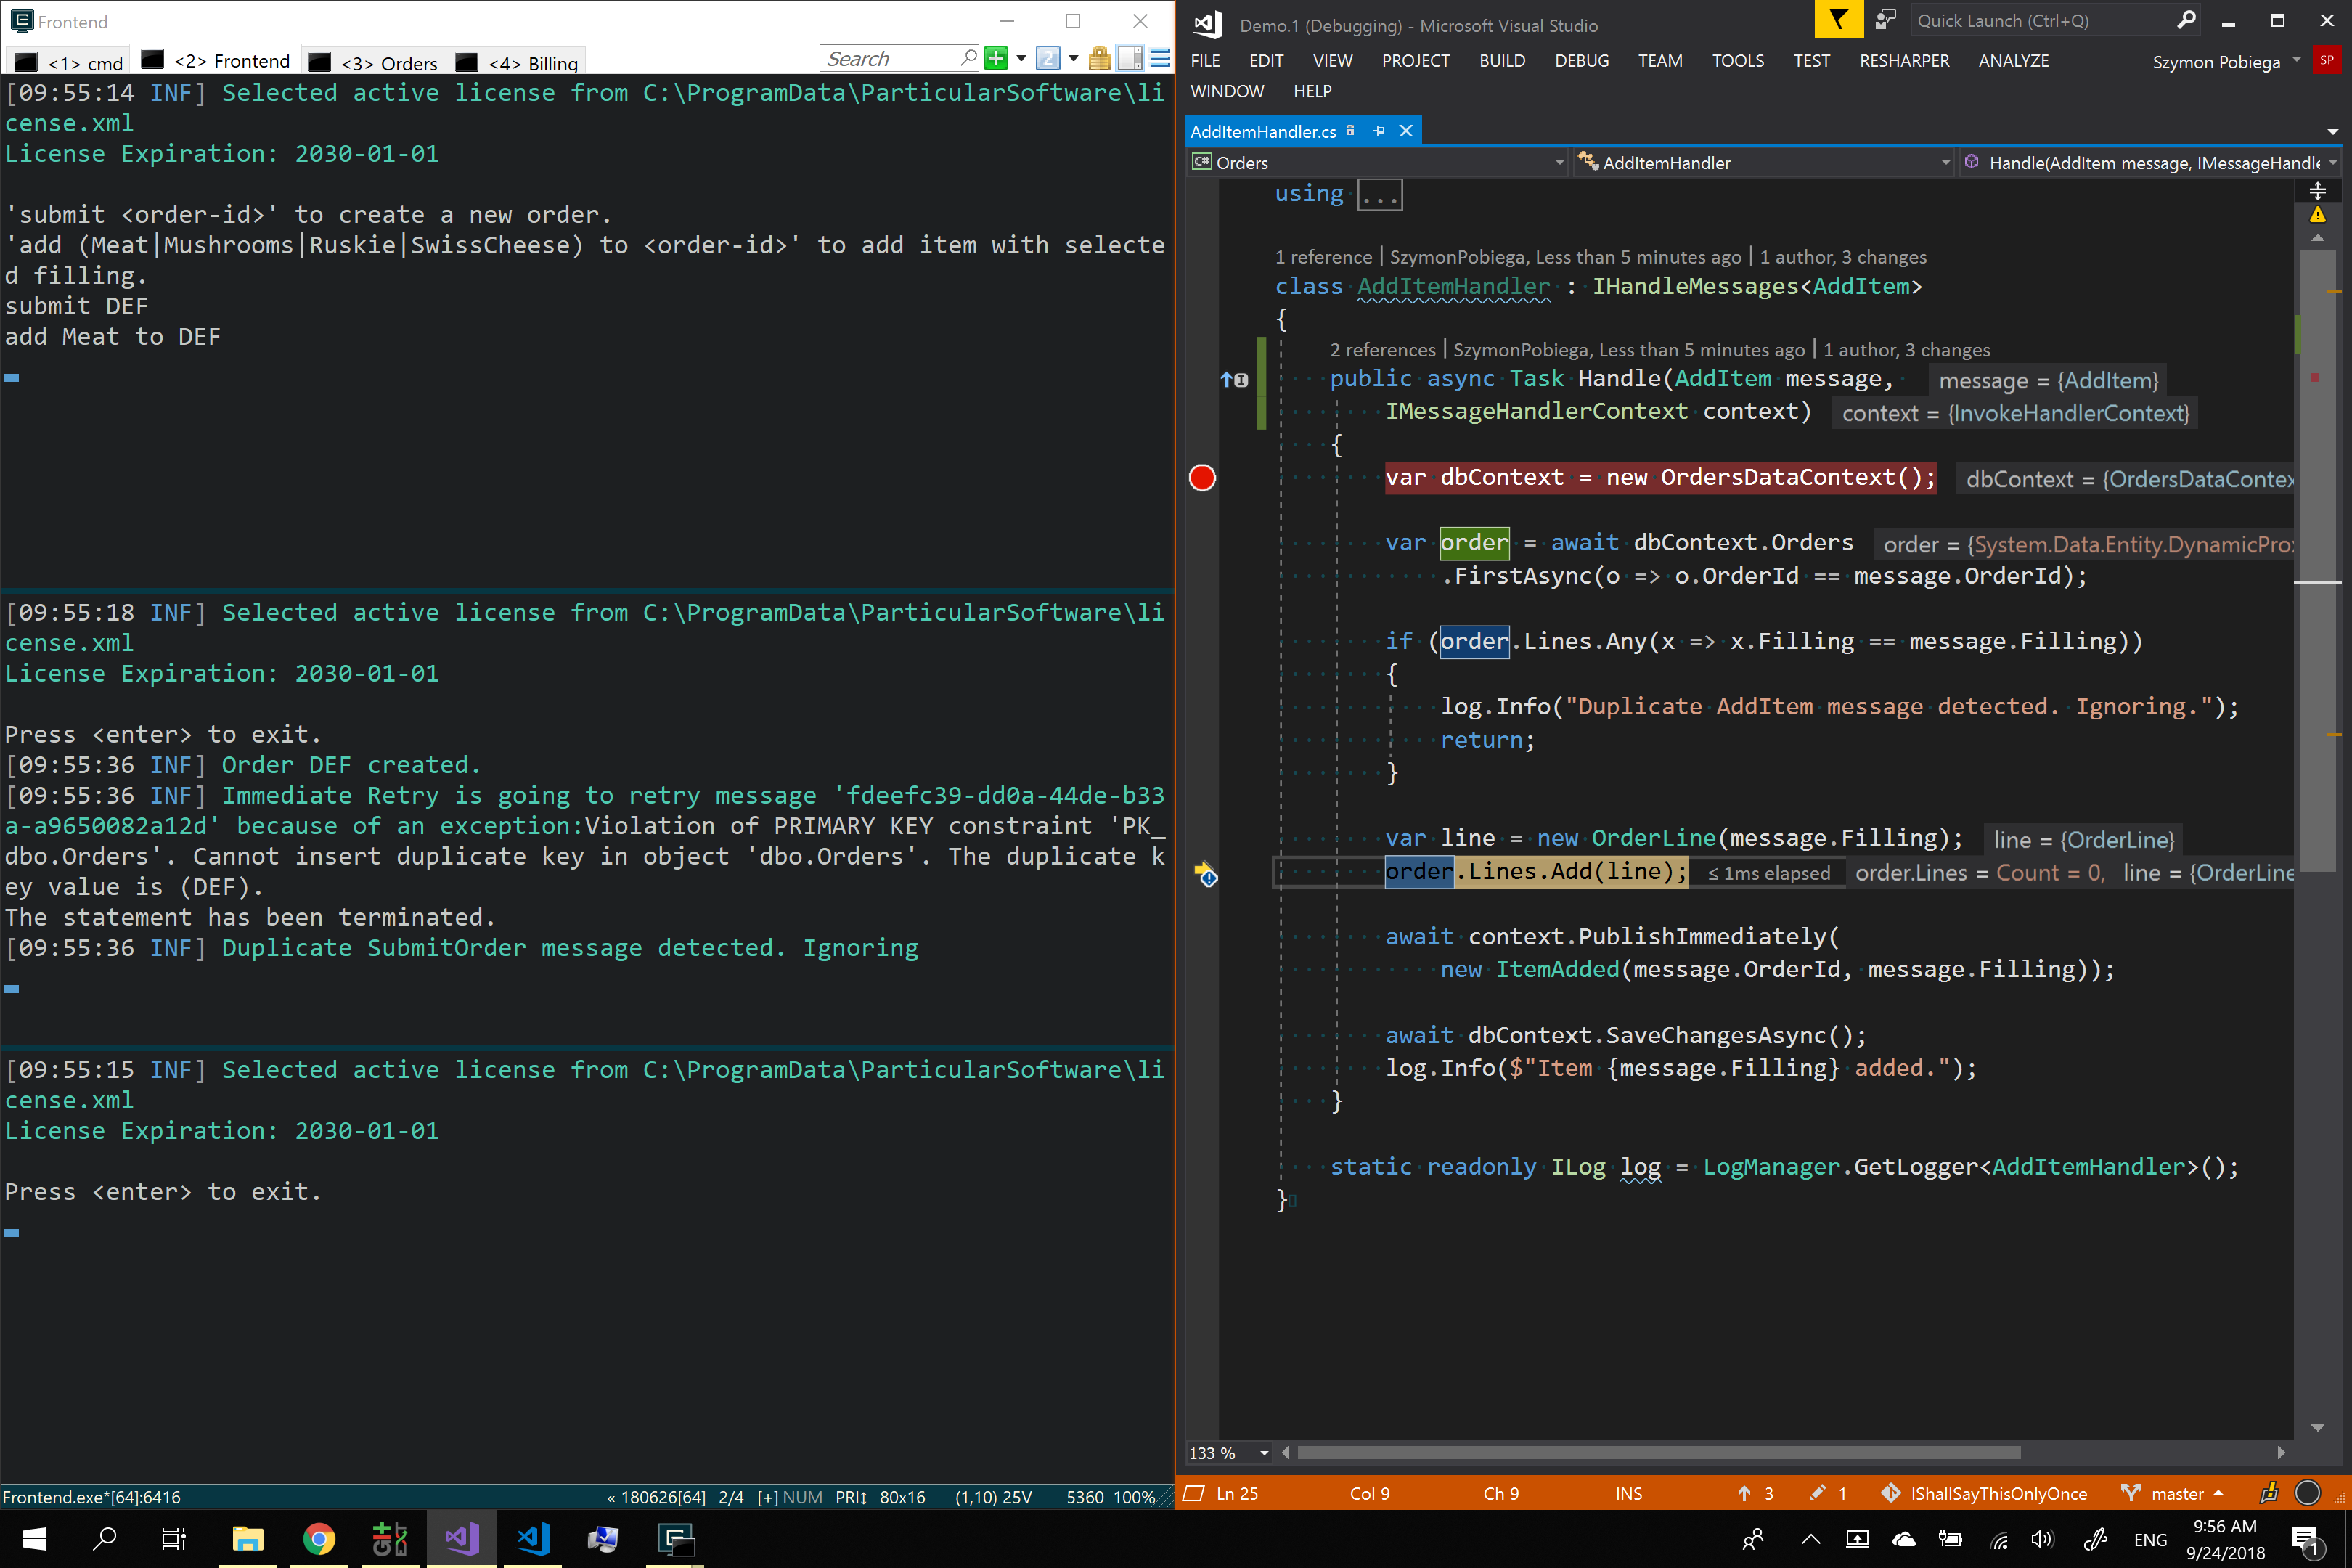 Frontend
<1> cmd
<2> Frontend
<3> Orders
<4> Billing
Search
2
[09:55:14 INF] Selected active license from C:\ProgramData\ParticularSoftware\li
cense.xml
License Expiration: 2030-01-01
'submit <order-id>' to create a new order.
'add (Meat|Mushrooms|Ruskie|SwissCheese) to <order-id>' to add item with selecte
d filling.
submit DEF
add Meat to DEF
[09:55:18 INF] Selected active license from C:\ProgramData\ParticularSoftware\li
cense.xml
License Expiration: 2030-01-01
Press <enter> to exit.
[09:55:36 INF] Order DEF created.
[09:55:36 INF] Immediate Retry is going to retry message 'fdeefc39-dd0a-44de-b33
a-a9650082a12d' because of an exception:Violation of PRIMARY KEY constraint 'PK_
dbo.Orders'. Cannot insert duplicate key in object 'dbo.Orders'. The duplicate k
ey value is (DEF).
The statement has been terminated.
[09:55:36 INF] Duplicate SubmitOrder message detected. Ignoring
[09:55:15 INF] Selected active license from C:\ProgramData\ParticularSoftware\li
cense.xml
License Expiration: 2030-01-01
Press <enter> to exit.
Frontend.exe*[64]:6416
« 180626[64] 2/4 [+] NUM PRI↕ 80x16 (1,10) 25V 5360 100%
Demo.1 (Debugging) - Microsoft Visual Studio
Quick Launch (Ctrl+Q)
FILE EDIT VIEW PROJECT BUILD DEBUG TEAM TOOLS TEST RESHARPER ANALYZE
Szymon Pobiega SP
WINDOW HELP
AddItemHandler.cs
C# Orders
AddItemHandler
Handle(AddItem message, IMessageHandle
using ...
1 reference | SzymonPobiega, Less than 5 minutes ago | 1 author, 3 changes
class AddItemHandler : IHandleMessages<AddItem>
{
2 references | SzymonPobiega, Less than 5 minutes ago | 1 author, 3 changes
public async Task Handle(AddItem message, message = {AddItem}
IMessageHandlerContext context) context = {InvokeHandlerContext}
{
var dbContext = new OrdersDataContext(); dbContext = {OrdersDataContex
var order = await dbContext.Orders order = {System.Data.Entity.DynamicPro
.FirstAsync(o => o.OrderId == message.OrderId);
if (order.Lines.Any(x => x.Filling == message.Filling))
{
log.Info("Duplicate AddItem message detected. Ignoring.");
return;
}
var line = new OrderLine(message.Filling); line = {OrderLine}
order.Lines.Add(line); ≤ 1ms elapsed order.Lines = Count = 0, line = {OrderLine
await context.PublishImmediately(
new ItemAdded(message.OrderId, message.Filling));
await dbContext.SaveChangesAsync();
log.Info($"Item {message.Filling} added.");
}
static readonly ILog log = LogManager.GetLogger<AddItemHandler>();
}
133 %
Ln 25 Col 9 Ch 9 INS 3 1 IShallSayThisOnlyOnce master
ENG
9:56 AM
9/24/2018
1